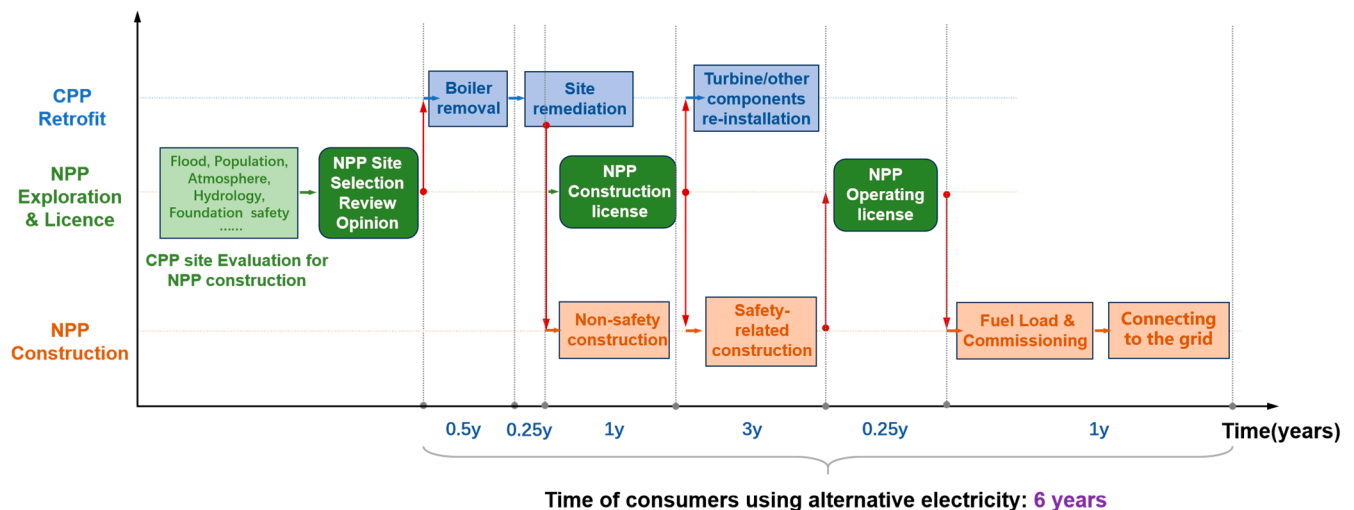 CPP
Retrofit
Boiler
removal
Site
remediation
Turbine/other
components
re-installation
NPP
Exploration
& Licence
Flood, Population,
Atmosphere,
Hydrology,
Foundation safety
......
NPP Site
Selection
Review
Opinion
NPP
Construction
license
NPP
Operating
license
CPP site Evaluation for
NPP construction
NPP
Construction
Non-safety
construction
Safety-
related
construction
Fuel Load &
Commissioning
Connecting
to the grid
0.5y
0.25y
1y
3y
0.25y
1y
Time(years)
Time of consumers using alternative electricity: 6 years